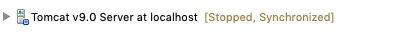 Tomcat v9.0 Server at localhost [Stopped, Synchronized]